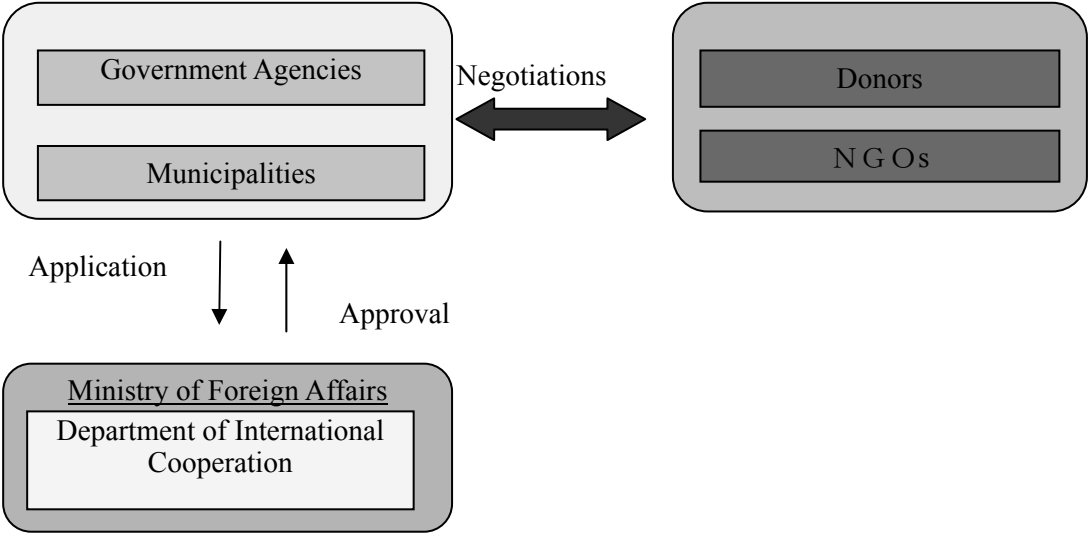 Government Agencies
Negotiations
Donors
Municipalities
N G O s
Application
Approval
Ministry of Foreign Affairs
Department of International
Cooperation